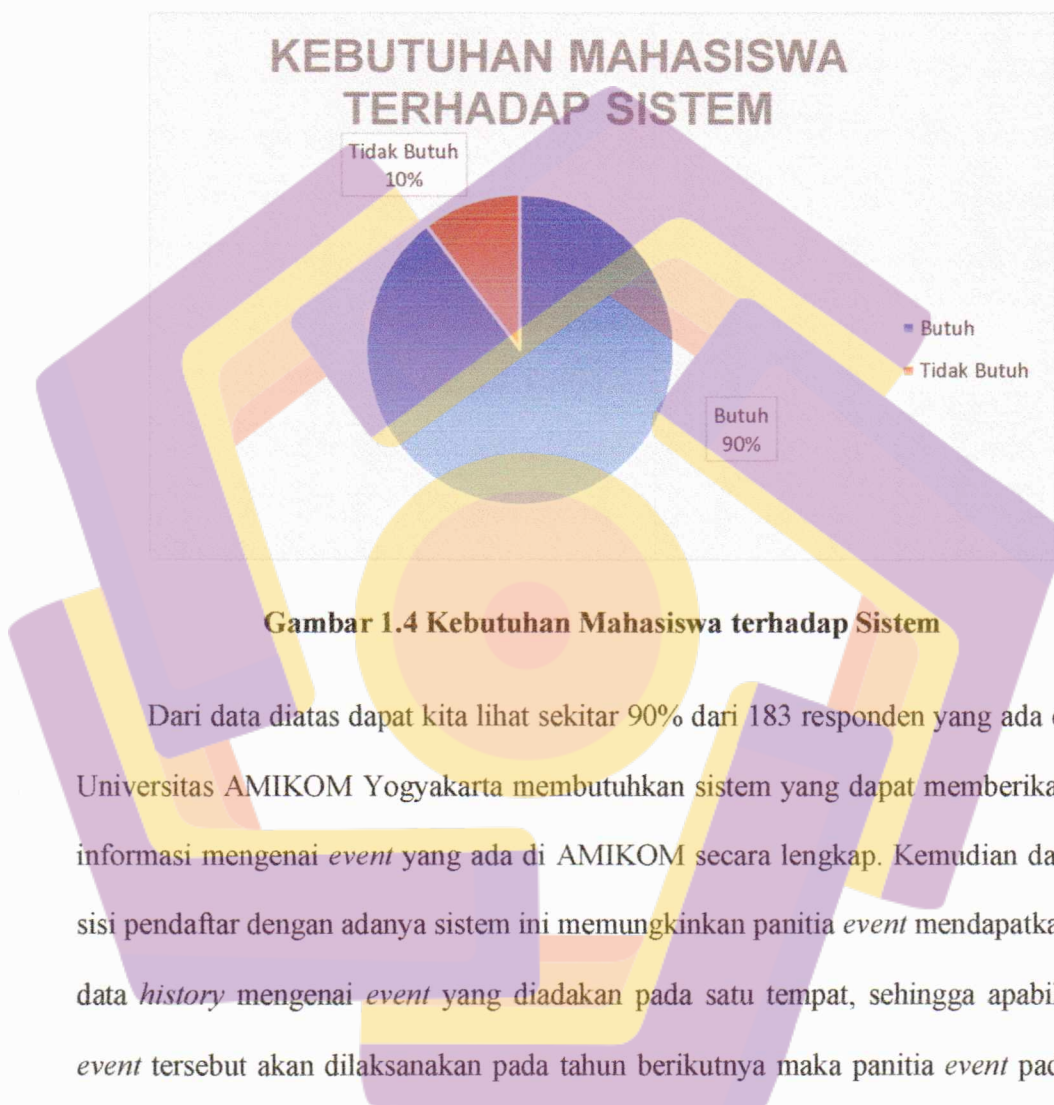 KEBUTUHAN MAHASISWA
TERHADAP SISTEM
Tidak Butuh
10%
Butuh
Tidak Butuh
Butuh
90%
Gambar 1.4 Kebutuhan Mahasiswa terhadap Sistem
Dari data diatas dapat kita lihat sekitar 90% dari 183 responden yang ada
Universitas AMIKOM Yogyakarta membutuhkan sistem yang dapat memberika
informasi mengenai event yang ada di AMIKOM secara lengkap. Kemudian da
sisi pendaftar dengan adanya sistem ini memungkinkan panitia event mendapatka
data history mengenai event yang diadakan pada satu tempat, sehingga apabil
event tersebut akan dilaksanakan pada tahun berikutnya maka panitia event pad